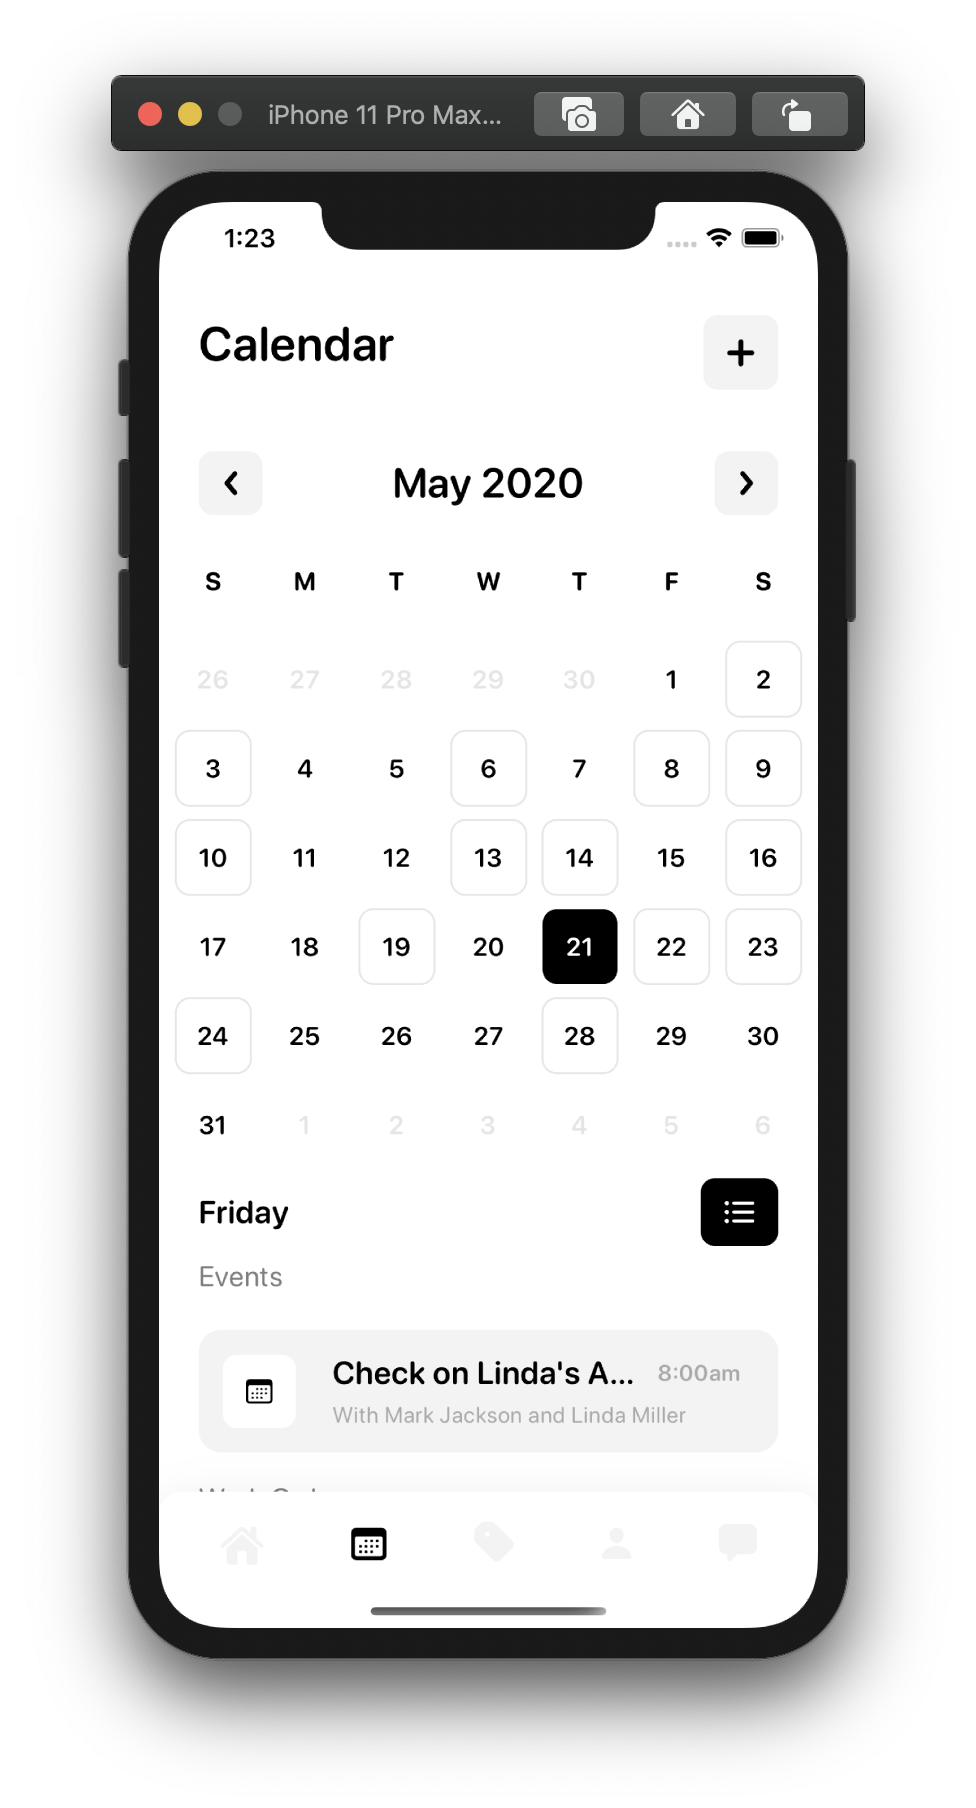 iPhone 11 Pro Max...
1:23
Calendar
May 2020
S M T W T F S
26 27 28 29 30 1 2
3 4 5 6 7 8 9
10 11 12 13 14 15 16
17 18 19 20 21 22 23
24 25 26 27 28 29 30
31 1 2 3 4 5 6
Friday
Events
Check on Linda's A... 8:00am
With Mark Jackson and Linda Miller